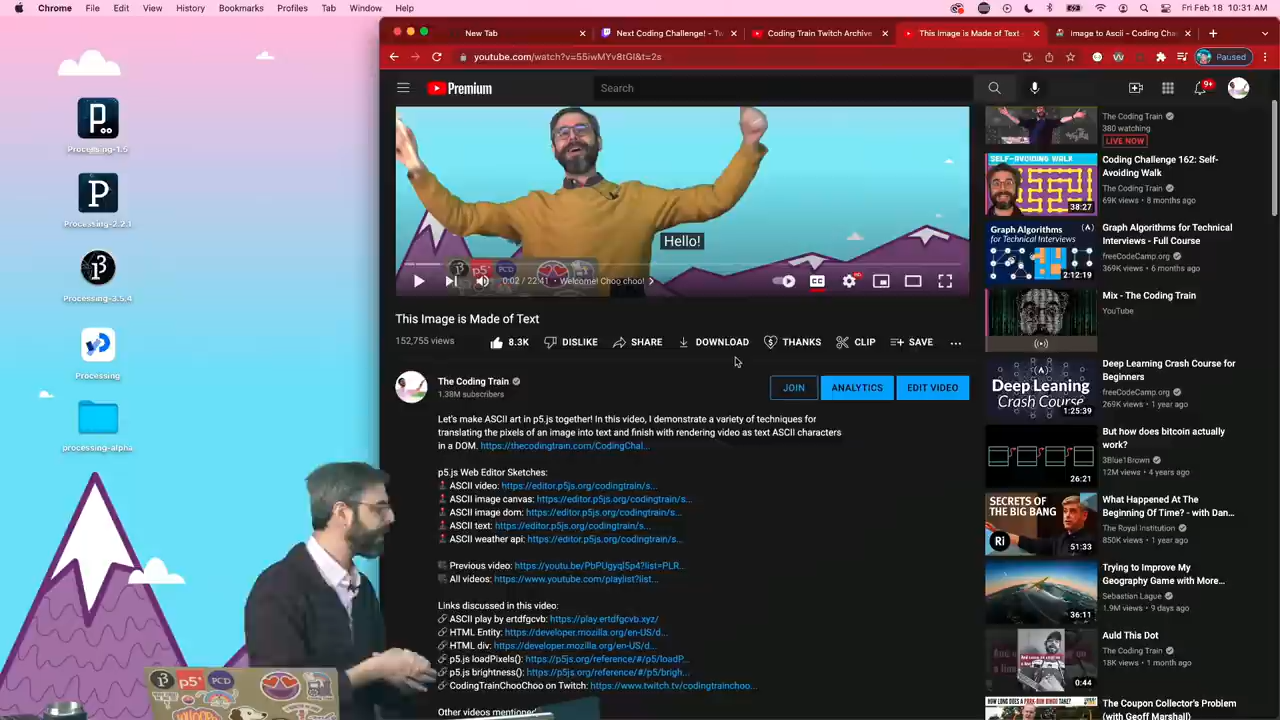 Chrome File Edit View History Bookmarks Profiles Tab Window Help
Fri Feb 18 10:31 AM
New Tab
Next Coding Challenge! - Tw
Coding Train Twitch Archive
This Image is Made of Text -
Image to Ascii - Coding Cha
youtube.com/watch?v=55iwMYv8tGI&t=2s
Paused
Premium
Search
9+
Processing-1.5
Processing-2.2.1
Processing-3.5.4
Processing
processing-alpha
Hello!
0:02 / 22:41 • Welcome! Choo choo!
This Image is Made of Text
152,755 views
8.3K DISLIKE SHARE DOWNLOAD THANKS CLIP SAVE
The Coding Train
1.38M subscribers
JOIN ANALYTICS EDIT VIDEO
Let's make ASCII art in p5.js together! In this video, I demonstrate a variety of techniques for
translating the pixels of an image into text and finish with rendering video as text ASCII characters
in a DOM. https://thecodingtrain.com/CodingChal...
p5.js Web Editor Sketches:
ASCII video: https://editor.p5js.org/codingtrain/s...
ASCII image canvas: https://editor.p5js.org/codingtrain/s...
ASCII image dom: https://editor.p5js.org/codingtrain/s...
ASCII text: https://editor.p5js.org/codingtrain/s...
ASCII weather api: https://editor.p5js.org/codingtrain/s...
Previous video: https://youtu.be/PbPUgyqI5p4?list=PLR...
All videos: https://www.youtube.com/playlist?list...
Links discussed in this video:
ASCII play by ertdfgcvb: https://play.ertdfgcvb.xyz/
HTML Entity: https://developer.mozilla.org/en-US/d...
HTML div: https://developer.mozilla.org/en-US/d...
p5.js loadPixels(): https://p5js.org/reference/#/p5/loadP...
p5.js brightness(): https://p5js.org/reference/#/p5/brigh...
CodingTrainChooChoo on Twitch: https://www.twitch.tv/codingtrainchoo...
Other videos mentioned
The Coding Train
380 watching
LIVE NOW
SELF-AVOIDING WALK
38:27
Coding Challenge 162: Self-
Avoiding Walk
The Coding Train
69K views • 8 months ago
Graph Algorithms
for Technical Interviews
2:12:19
Graph Algorithms for Technical
Interviews - Full Course
freeCodeCamp.org
369K views • 6 months ago
Mix - The Coding Train
YouTube
Deep Leaning
Crash Course
1:25:39
Deep Learning Crash Course for
Beginners
freeCodeCamp.org
269K views • 1 year ago
26:21
But how does bitcoin actually
work?
3Blue1Brown
12M views • 4 years ago
SECRETS OF
THE BIG BANG
Ri
51:33
What Happened At The
Beginning Of Time? - with Dan...
The Royal Institution
850K views • 1 year ago
36:11
Trying to Improve My
Geography Game with More...
Sebastian Lague
1.9M views • 9 days ago
0:44
Auld This Dot
The Coding Train
18K views • 1 month ago
HOW LONG DOES A PARK-RUN BINGO TAKE?
The Coupon Collector's Problem
(with Geoff Marshall)
p5*
PCD